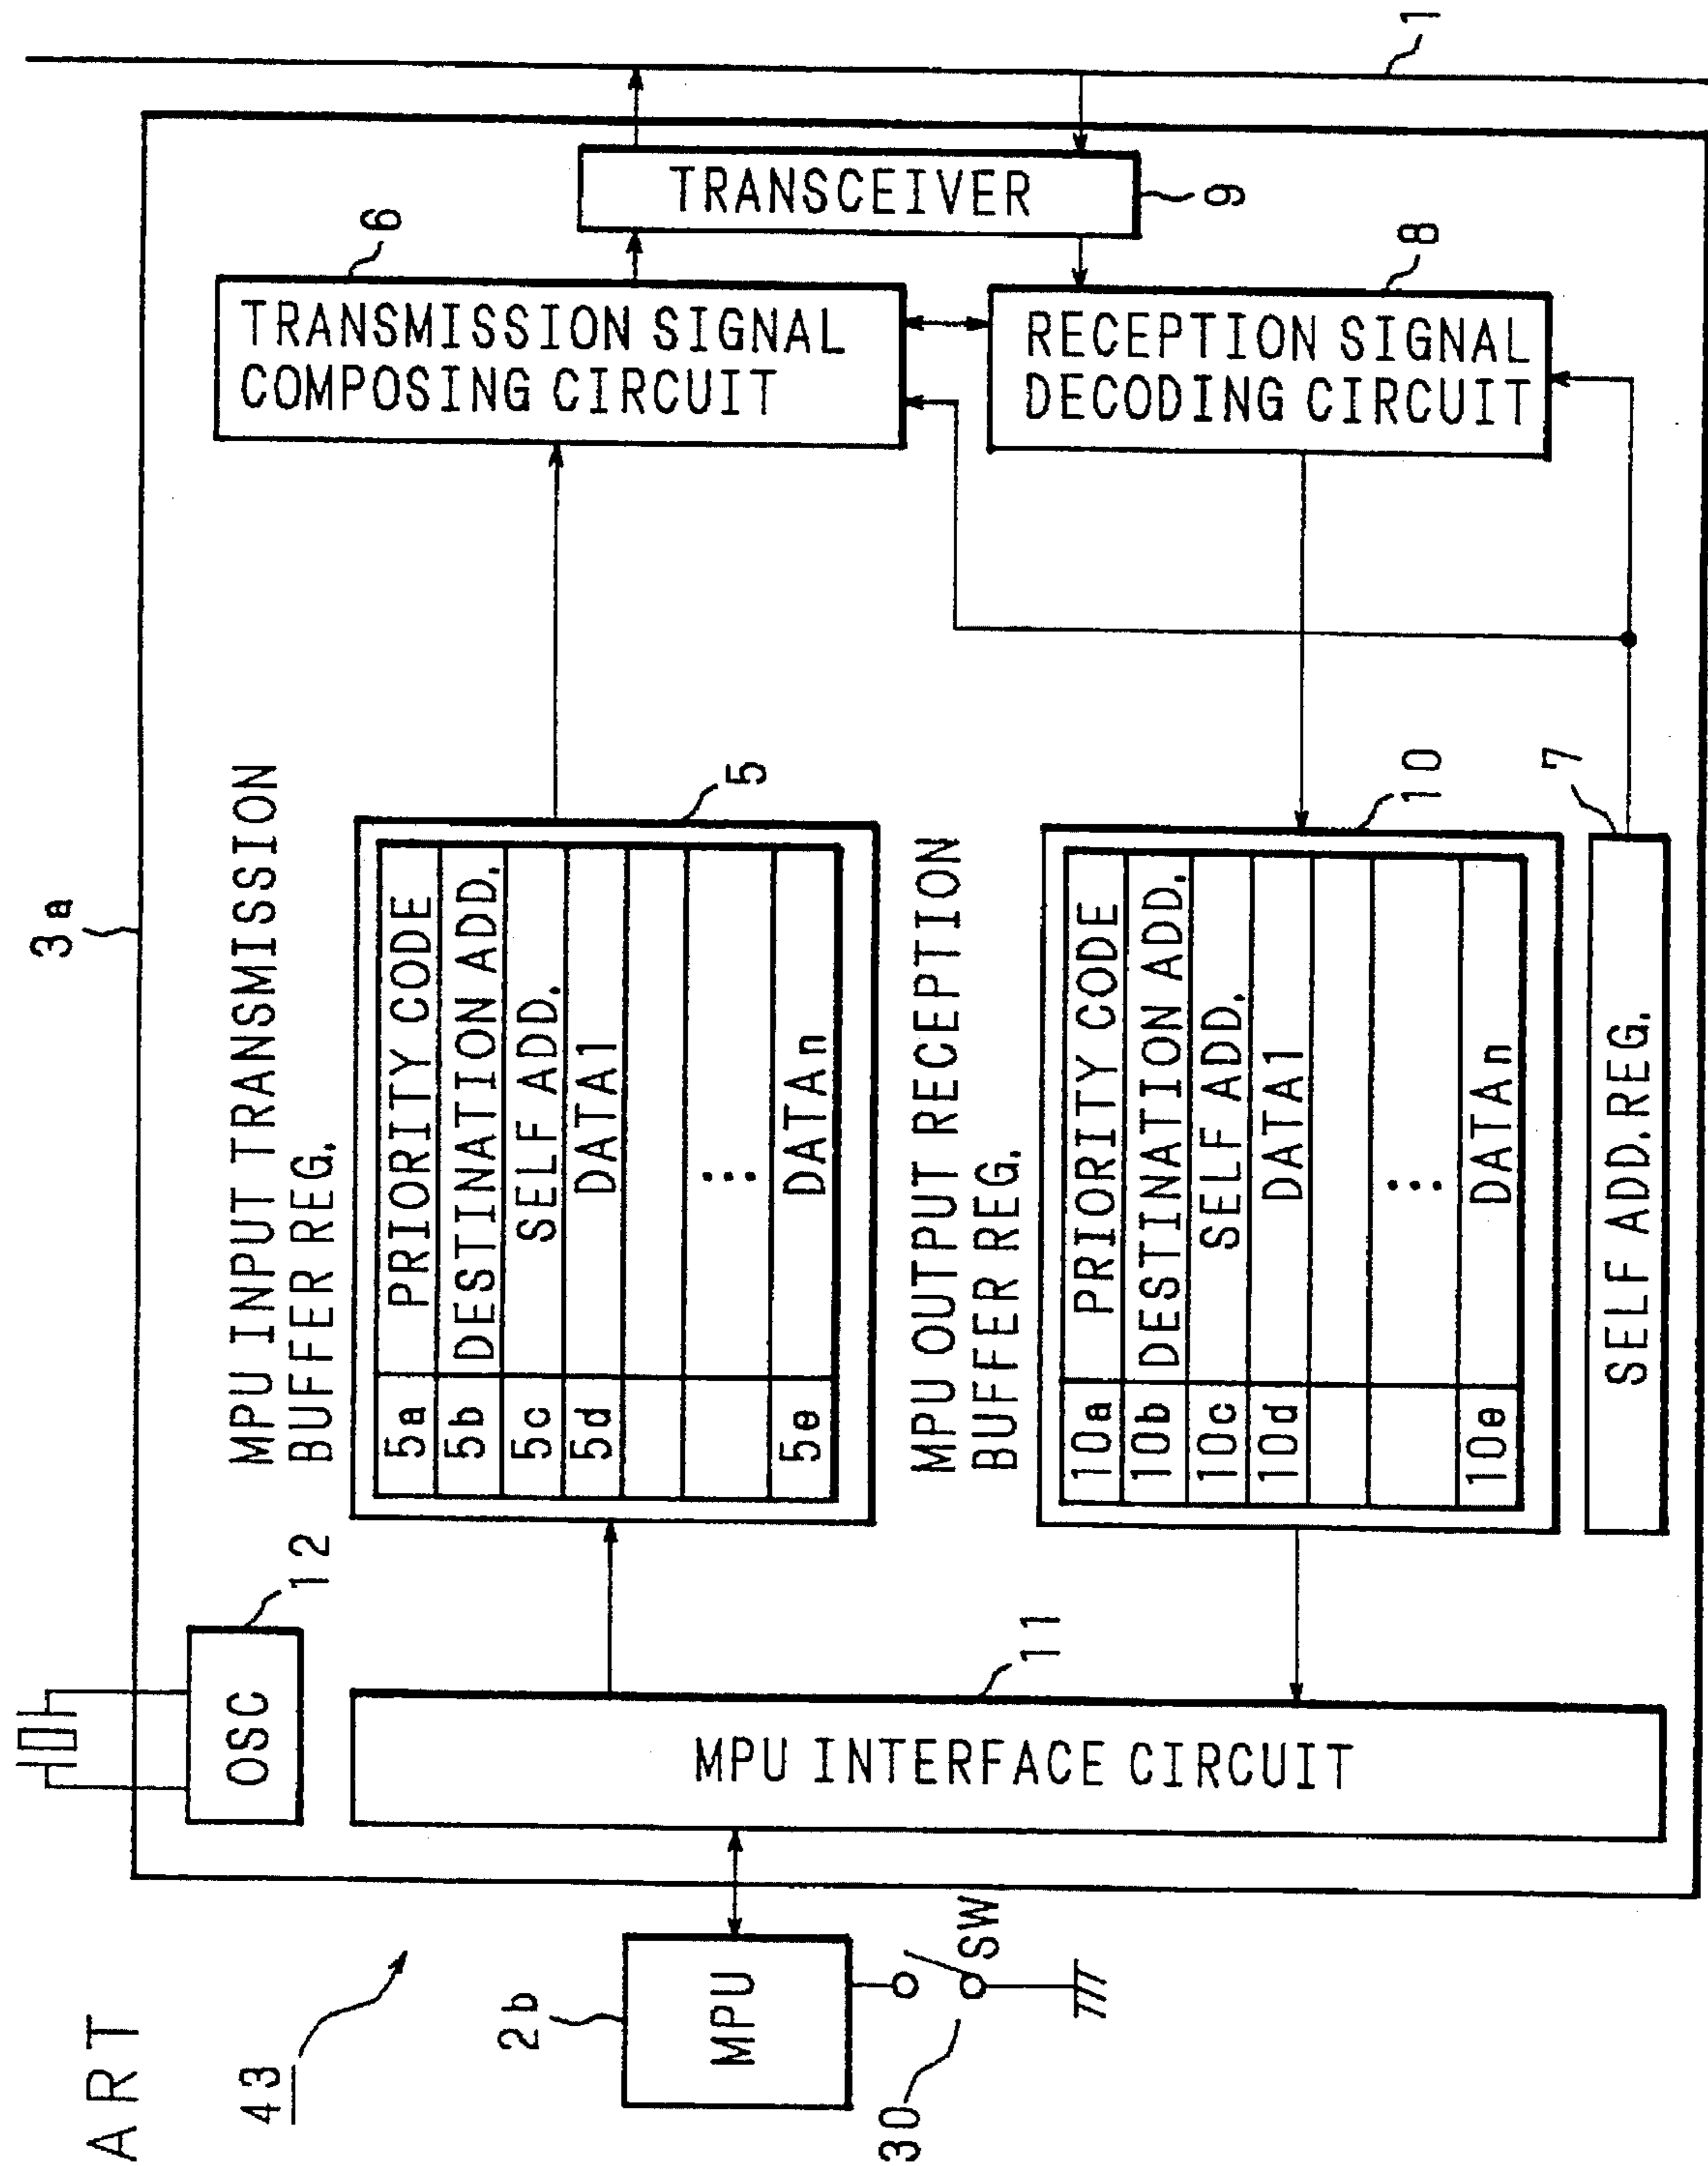 ART
43
3a
OSC
12
MPU
2b
30
SW
MPU INTERFACE CIRCUIT
11
MPU INPUT TRANSMISSION
BUFFER REG.
5a PRIORITY CODE
5b DESTINATION ADD.
5c SELF ADD.
5d DATA1
...
5e DATAn
5
MPU OUTPUT RECEPTION
BUFFER REG.
10a PRIORITY CODE
10b DESTINATION ADD.
10c SELF ADD.
10d DATA1
...
10e DATAn
10
SELF ADD.REG.
7
TRANSMISSION SIGNAL
COMPOSING CIRCUIT
6
RECEPTION SIGNAL
DECODING CIRCUIT
8
TRANSCEIVER
9
1